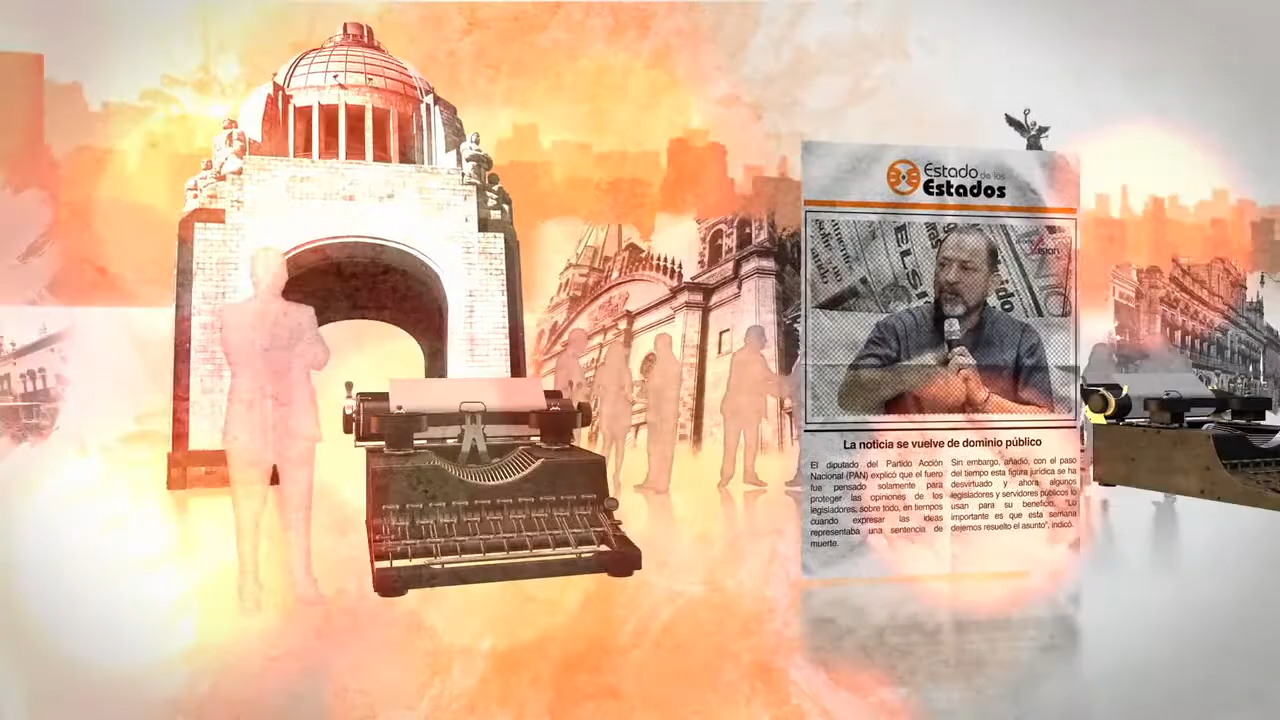 Estado de los
Estados
La noticia se vuelve de dominio público
El diputado del Partido Acción
Nacional (PAN) explicó que el fuero
fue pensado solamente para
proteger las opiniones de los
legisladores, sobre todo, en tiempos
cuando expresar las ideas
representaba una sentencia de
muerte.
Sin embargo, añadió, con el paso
del tiempo esta figura jurídica se ha
desvirtuado y ahora algunos
legisladores y servidores públicos lo
usan para su beneficio. "Lo
importante es que esta semana
dejemos resuelto el asunto", indicó.